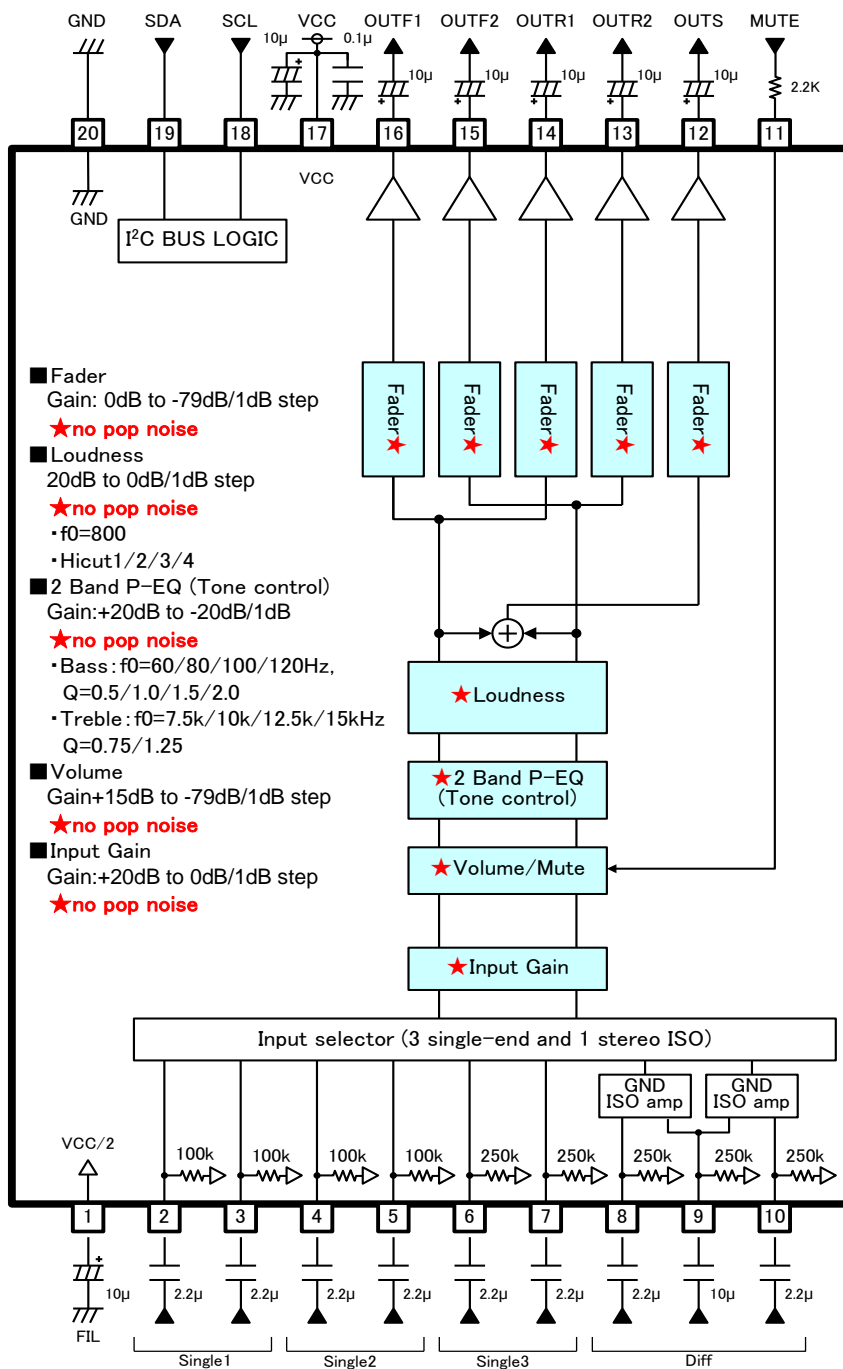 GND SDA SCL VCC OUTF1 OUTF2 OUTR1 OUTR2 OUTS MUTE
10μ 0.1μ
10μ 10μ 10μ 10μ 10μ 2.2K
+ + + + + +
20 19 18 17 16 15 14 13 12 11
VCC
GND
I²C BUS LOGIC
Fader★ Fader★ Fader★ Fader★ Fader★
■Fader
Gain: 0dB to -79dB/1dB step
★no pop noise
■Loudness
20dB to 0dB/1dB step
★no pop noise
・f0=800
・Hicut1/2/3/4
■2 Band P-EQ (Tone control)
Gain:+20dB to -20dB/1dB
★no pop noise
・Bass:f0=60/80/100/120Hz,
Q=0.5/1.0/1.5/2.0
・Treble:f0=7.5k/10k/12.5k/15kHz
Q=0.75/1.25
■Volume
Gain+15dB to -79dB/1dB step
★no pop noise
■Input Gain
Gain:+20dB to 0dB/1dB step
★no pop noise
+
★Loudness
★2 Band P-EQ
(Tone control)
★Volume/Mute
★Input Gain
Input selector (3 single-end and 1 stereo ISO)
GND
ISO amp
GND
ISO amp
VCC/2
100k 100k 100k 100k 250k 250k 250k 250k 250k
1 2 3 4 5 6 7 8 9 10
+
10μ 2.2μ 2.2μ 2.2μ 2.2μ 2.2μ 2.2μ 2.2μ 10μ 2.2μ
FIL
Single1 Single2 Single3 Diff